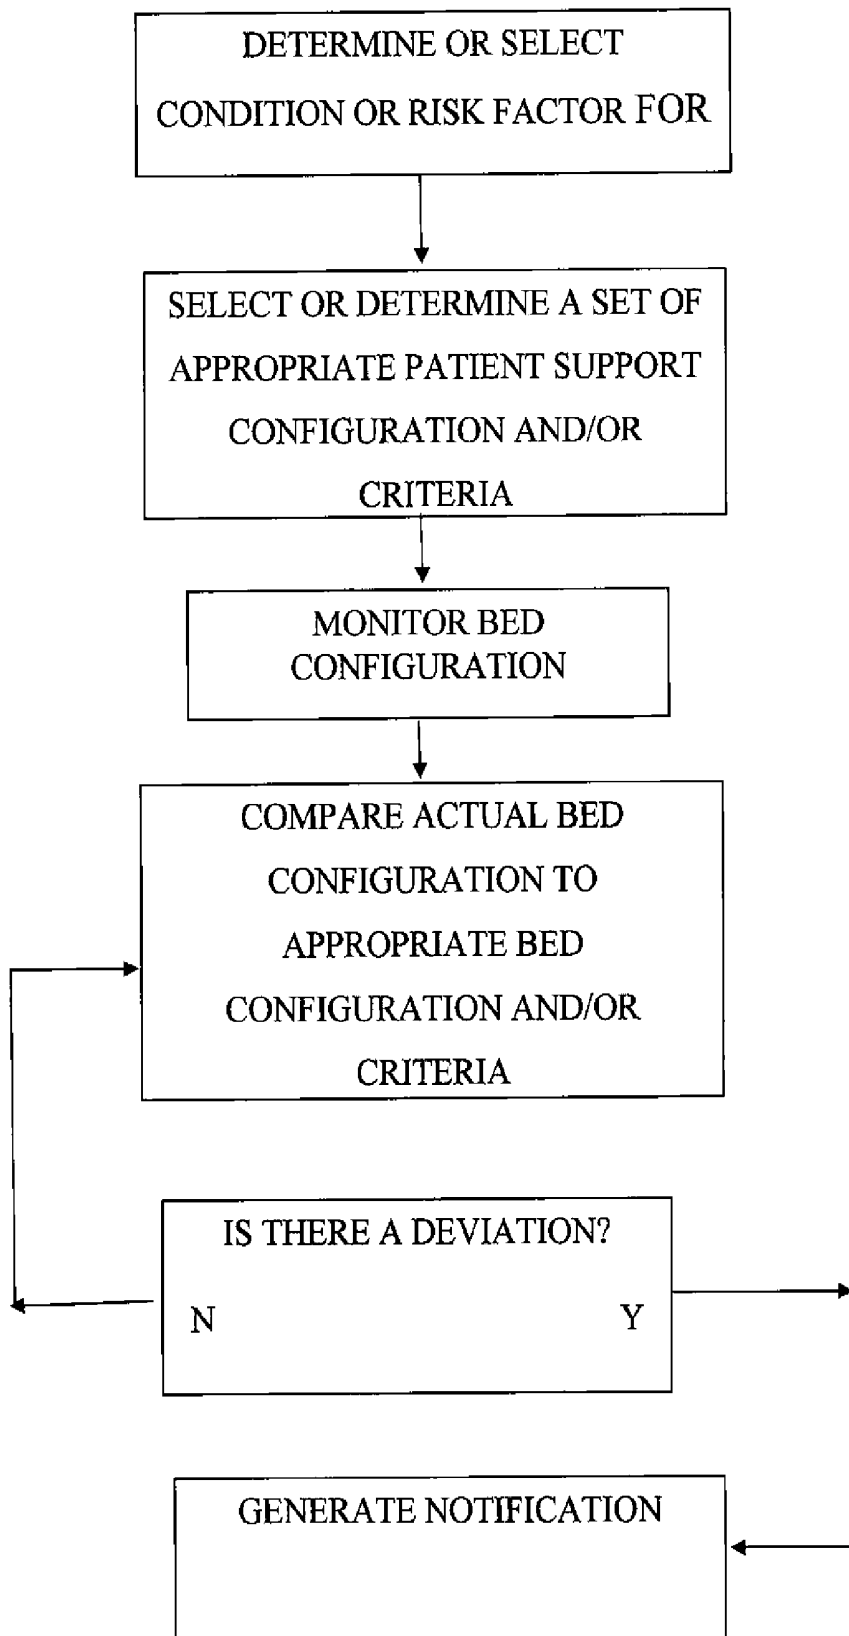 DETERMINE OR SELECT
CONDITION OR RISK FACTOR FOR
SELECT OR DETERMINE A SET OF
APPROPRIATE PATIENT SUPPORT
CONFIGURATION AND/OR
CRITERIA
MONITOR BED
CONFIGURATION
COMPARE ACTUAL BED
CONFIGURATION TO
APPROPRIATE BED
CONFIGURATION AND/OR
CRITERIA
IS THERE A DEVIATION?
N Y
GENERATE NOTIFICATION